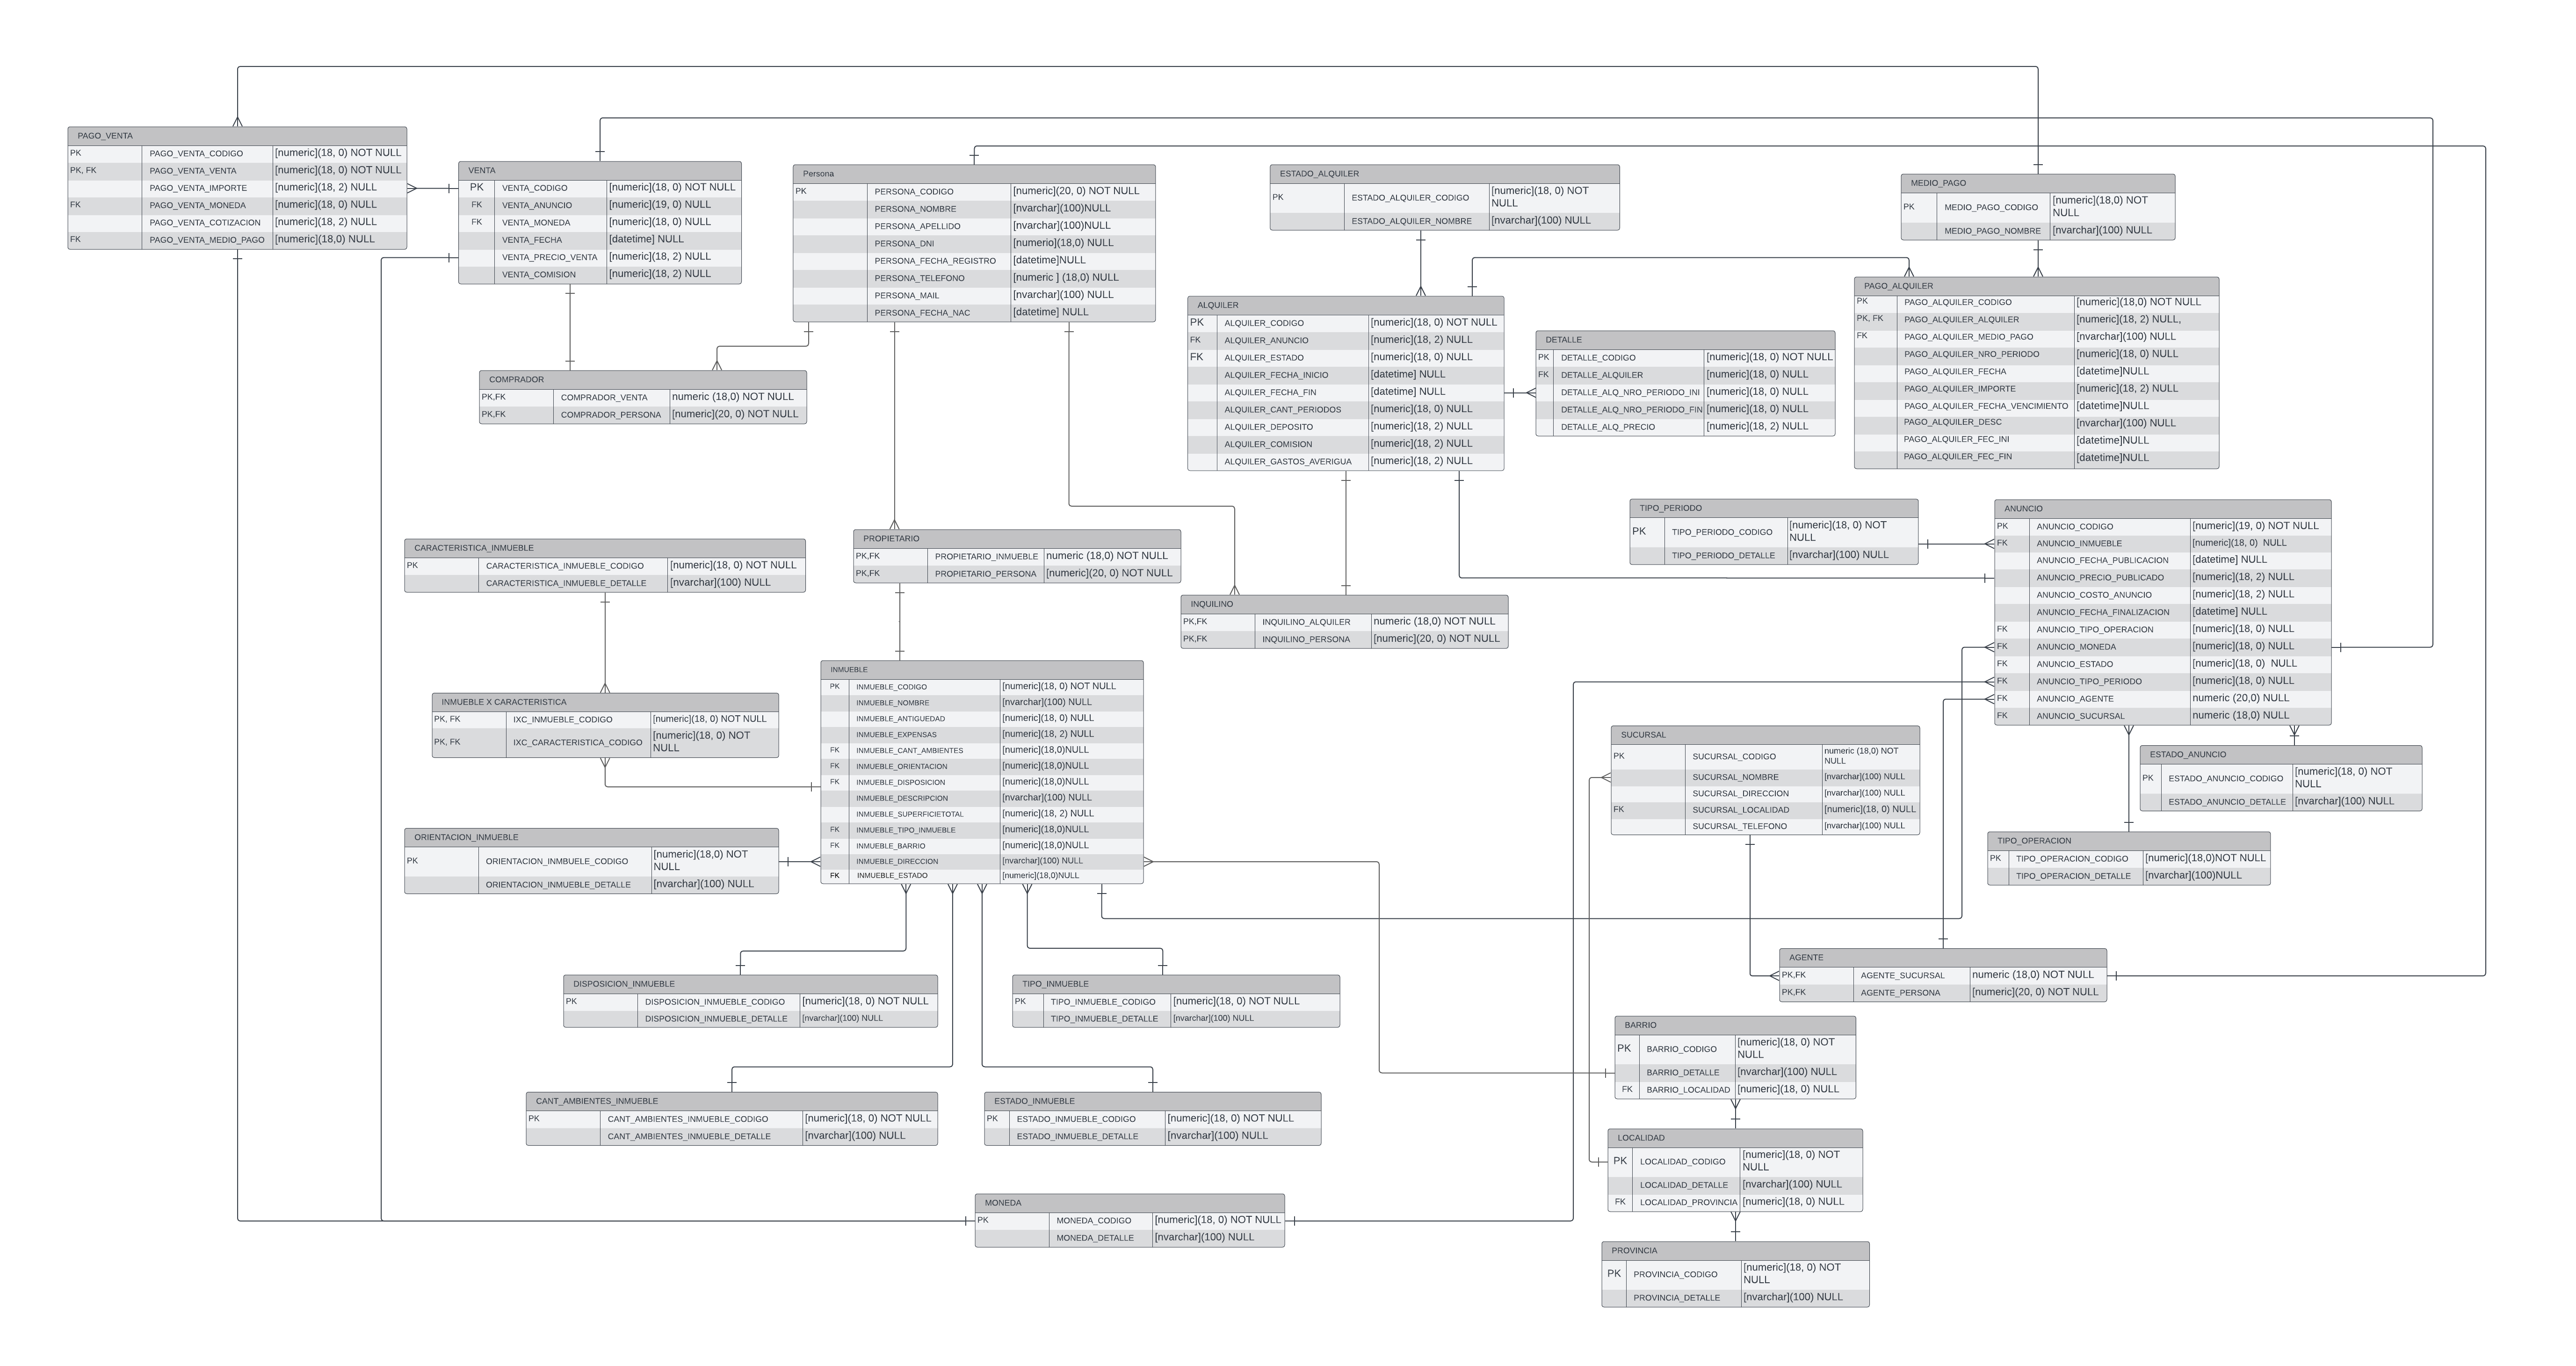 PAGO_VENTA
PK PAGO_VENTA_CODIGO [numeric](18, 0) NOT NULL
PK, FK PAGO_VENTA_VENTA [numeric](18, 0) NOT NULL
PAGO_VENTA_IMPORTE [numeric](18, 2) NULL
FK PAGO_VENTA_MONEDA [numeric](18, 0) NULL
PAGO_VENTA_COTIZACION [numeric](18, 2) NULL
FK PAGO_VENTA_MEDIO_PAGO [numeric](18,0) NULL
VENTA
PK VENTA_CODIGO [numeric](18, 0) NOT NULL
FK VENTA_ANUNCIO [numeric](19, 0) NULL
FK VENTA_MONEDA [numeric](18, 0) NULL
VENTA_FECHA [datetime] NULL
VENTA_PRECIO_VENTA [numeric](18, 2) NULL
VENTA_COMISION [numeric](18, 2) NULL
Persona
PK PERSONA_CODIGO [numeric](20, 0) NOT NULL
PERSONA_NOMBRE [nvarchar](100)NULL
PERSONA_APELLIDO [nvarchar](100)NULL
PERSONA_DNI [numerio](18,0) NULL
PERSONA_FECHA_REGISTRO [datetime]NULL
PERSONA_TELEFONO [numeric ] (18,0) NULL
PERSONA_MAIL [nvarchar](100) NULL
PERSONA_FECHA_NAC [datetime] NULL
ESTADO_ALQUILER
PK ESTADO_ALQUILER_CODIGO [numeric](18, 0) NOT
NULL
ESTADO_ALQUILER_NOMBRE [nvarchar](100) NULL
MEDIO_PAGO
PK MEDIO_PAGO_CODIGO [numeric](18,0) NOT
NULL
MEDIO_PAGO_NOMBRE [nvarchar](100) NULL
ALQUILER
PK ALQUILER_CODIGO [numeric](18, 0) NOT NULL
FK ALQUILER_ANUNCIO [numeric](18, 2) NULL
FK ALQUILER_ESTADO [numeric](18, 0) NULL
ALQUILER_FECHA_INICIO [datetime] NULL
ALQUILER_FECHA_FIN [datetime] NULL
ALQUILER_CANT_PERIODOS [numeric](18, 0) NULL
ALQUILER_DEPOSITO [numeric](18, 2) NULL
ALQUILER_COMISION [numeric](18, 2) NULL
ALQUILER_GASTOS_AVERIGUA [numeric](18, 2) NULL
DETALLE
PK DETALLE_CODIGO [numeric](18, 0) NOT NULL
FK DETALLE_ALQUILER [numeric](18, 0) NULL
DETALLE_ALQ_NRO_PERIODO_INI [numeric](18, 0) NULL
DETALLE_ALQ_NRO_PERIODO_FIN [numeric](18, 0) NULL
DETALLE_ALQ_PRECIO [numeric](18, 2) NULL
PAGO_ALQUILER
PK PAGO_ALQUILER_CODIGO [numeric](18,0) NOT NULL
PK, FK PAGO_ALQUILER_ALQUILER [numeric](18, 2) NULL,
FK PAGO_ALQUILER_MEDIO_PAGO [nvarchar](100) NULL
PAGO_ALQUILER_NRO_PERIODO [numeric](18, 0) NULL
PAGO_ALQUILER_FECHA [datetime]NULL
PAGO_ALQUILER_IMPORTE [numeric](18, 2) NULL
PAGO_ALQUILER_FECHA_VENCIMIENTO [datetime]NULL
PAGO_ALQUILER_DESC [nvarchar](100) NULL
PAGO_ALQUILER_FEC_INI [datetime]NULL
PAGO_ALQUILER_FEC_FIN [datetime]NULL
COMPRADOR
PK,FK COMPRADOR_VENTA numeric (18,0) NOT NULL
PK,FK COMPRADOR_PERSONA [numeric](20, 0) NOT NULL
TIPO_PERIODO
PK TIPO_PERIODO_CODIGO [numeric](18, 0) NOT
NULL
TIPO_PERIODO_DETALLE [nvarchar](100) NULL
ANUNCIO
PK ANUNCIO_CODIGO [numeric](19, 0) NOT NULL
FK ANUNCIO_INMUEBLE [numeric](18, 0) NULL
ANUNCIO_FECHA_PUBLICACION [datetime] NULL
ANUNCIO_PRECIO_PUBLICADO [numeric](18, 2) NULL
ANUNCIO_COSTO_ANUNCIO [numeric](18, 2) NULL
ANUNCIO_FECHA_FINALIZACION [datetime] NULL
FK ANUNCIO_TIPO_OPERACION [numeric](18, 0) NULL
FK ANUNCIO_MONEDA [numeric](18, 0) NULL
FK ANUNCIO_ESTADO [numeric](18, 0) NULL
FK ANUNCIO_TIPO_PERIODO [numeric](18, 0) NULL
FK ANUNCIO_AGENTE numeric (20,0) NULL
FK ANUNCIO_SUCURSAL numeric (18,0) NULL
CARACTERISTICA_INMUEBLE
PK CARACTERISTICA_INMUEBLE_CODIGO [numeric](18, 0) NOT NULL
CARACTERISTICA_INMUEBLE_DETALLE [nvarchar](100) NULL
PROPIETARIO
PK,FK PROPIETARIO_INMUEBLE numeric (18,0) NOT NULL
PK,FK PROPIETARIO_PERSONA [numeric](20, 0) NOT NULL
INQUILINO
PK,FK INQUILINO_ALQUILER numeric (18,0) NOT NULL
PK,FK INQUILINO_PERSONA [numeric](20, 0) NOT NULL
INMUEBLE X CARACTERISTICA
PK, FK IXC_INMUEBLE_CODIGO [numeric](18, 0) NOT NULL
PK, FK IXC_CARACTERISTICA_CODIGO [numeric](18, 0) NOT
NULL
INMUEBLE
PK INMUEBLE_CODIGO [numeric](18, 0) NOT NULL
INMUEBLE_NOMBRE [nvarchar](100) NULL
INMUEBLE_ANTIGUEDAD [numeric](18, 0) NULL
INMUEBLE_EXPENSAS [numeric](18, 2) NULL
FK INMUEBLE_CANT_AMBIENTES [numeric](18,0)NULL
FK INMUEBLE_ORIENTACION [numeric](18,0)NULL
FK INMUEBLE_DISPOSICION [numeric](18,0)NULL
INMUEBLE_DESCRIPCION [nvarchar](100) NULL
INMUEBLE_SUPERFICIETOTAL [numeric](18, 2) NULL
FK INMUEBLE_TIPO_INMUEBLE [numeric](18,0)NULL
FK INMUEBLE_BARRIO [numeric](18,0)NULL
INMUEBLE_DIRECCION [nvarchar](100) NULL
FK INMUEBLE_ESTADO [numeric](18,0)NULL
ORIENTACION_INMUEBLE
PK ORIENTACION_INMBUELE_CODIGO [numeric](18,0) NOT
NULL
ORIENTACION_INMUEBLE_DETALLE [nvarchar](100) NULL
SUCURSAL
PK SUCURSAL_CODIGO numeric (18,0) NOT
NULL
SUCURSAL_NOMBRE [nvarchar](100) NULL
SUCURSAL_DIRECCION [nvarchar](100) NULL
FK SUCURSAL_LOCALIDAD [numeric](18, 0) NULL
SUCURSAL_TELEFONO [nvarchar](100) NULL
ESTADO_ANUNCIO
PK ESTADO_ANUNCIO_CODIGO [numeric](18, 0) NOT
NULL
ESTADO_ANUNCIO_DETALLE [nvarchar](100) NULL
TIPO_OPERACION
PK TIPO_OPERACION_CODIGO [numeric](18,0)NOT NULL
TIPO_OPERACION_DETALLE [nvarchar](100)NULL
DISPOSICION_INMUEBLE
PK DISPOSICION_INMUEBLE_CODIGO [numeric](18, 0) NOT NULL
DISPOSICION_INMUEBLE_DETALLE [nvarchar](100) NULL
TIPO_INMUEBLE
PK TIPO_INMUEBLE_CODIGO [numeric](18, 0) NOT NULL
TIPO_INMUEBLE_DETALLE [nvarchar](100) NULL
AGENTE
PK,FK AGENTE_SUCURSAL numeric (18,0) NOT NULL
PK,FK AGENTE_PERSONA [numeric](20, 0) NOT NULL
BARRIO
PK BARRIO_CODIGO [numeric](18, 0) NOT
NULL
BARRIO_DETALLE [nvarchar](100) NULL
FK BARRIO_LOCALIDAD [numeric](18, 0) NULL
CANT_AMBIENTES_INMUEBLE
PK CANT_AMBIENTES_INMUEBLE_CODIGO [numeric](18, 0) NOT NULL
CANT_AMBIENTES_INMUEBLE_DETALLE [nvarchar](100) NULL
ESTADO_INMUEBLE
PK ESTADO_INMUEBLE_CODIGO [numeric](18, 0) NOT NULL
ESTADO_INMUEBLE_DETALLE [nvarchar](100) NULL
LOCALIDAD
PK LOCALIDAD_CODIGO [numeric](18, 0) NOT
NULL
LOCALIDAD_DETALLE [nvarchar](100) NULL
FK LOCALIDAD_PROVINCIA [numeric](18, 0) NULL
MONEDA
PK MONEDA_CODIGO [numeric](18, 0) NOT NULL
MONEDA_DETALLE [nvarchar](100) NULL
PROVINCIA
PK PROVINCIA_CODIGO [numeric](18, 0) NOT
NULL
PROVINCIA_DETALLE [nvarchar](100) NULL